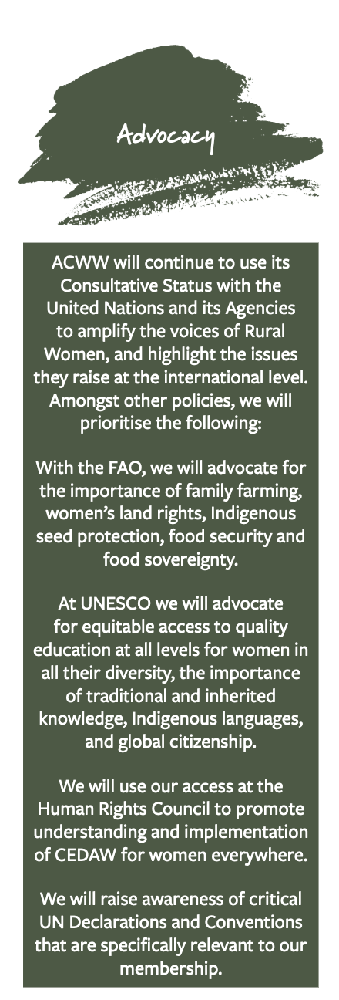 Advocacy
ACWW will continue to use its
Consultative Status with the
United Nations and its Agencies
to amplify the voices of Rural
Women, and highlight the issues
they raise at the international level.
Amongst other policies, we will
prioritise the following:
With the FAO, we will advocate for
the importance of family farming,
women’s land rights, Indigenous
seed protection, food security and
food sovereignty.
At UNESCO we will advocate
for equitable access to quality
education at all levels for women in
all their diversity, the importance
of traditional and inherited
knowledge, Indigenous languages,
and global citizenship.
We will use our access at the
Human Rights Council to promote
understanding and implementation
of CEDAW for women everywhere.
We will raise awareness of critical
UN Declarations and Conventions
that are specifically relevant to our
membership.